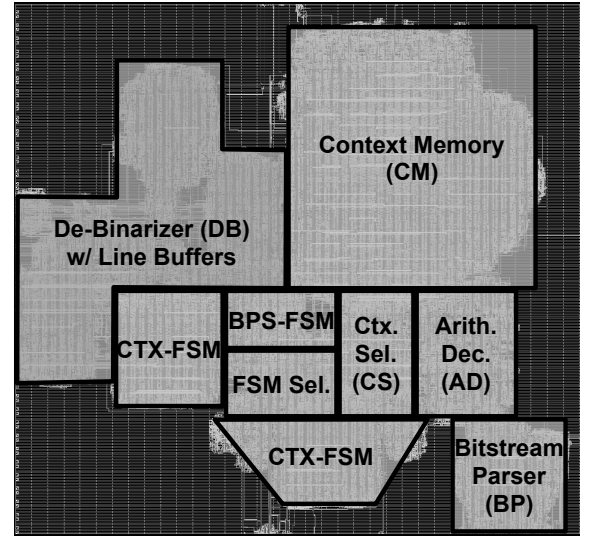 Context Memory
(CM)
De-Binarizer (DB)
w/ Line Buffers
CTX-FSM
BPS-FSM
FSM Sel.
Ctx.
Sel.
(CS)
Arith.
Dec.
(AD)
CTX-FSM
Bitstream
Parser
(BP)